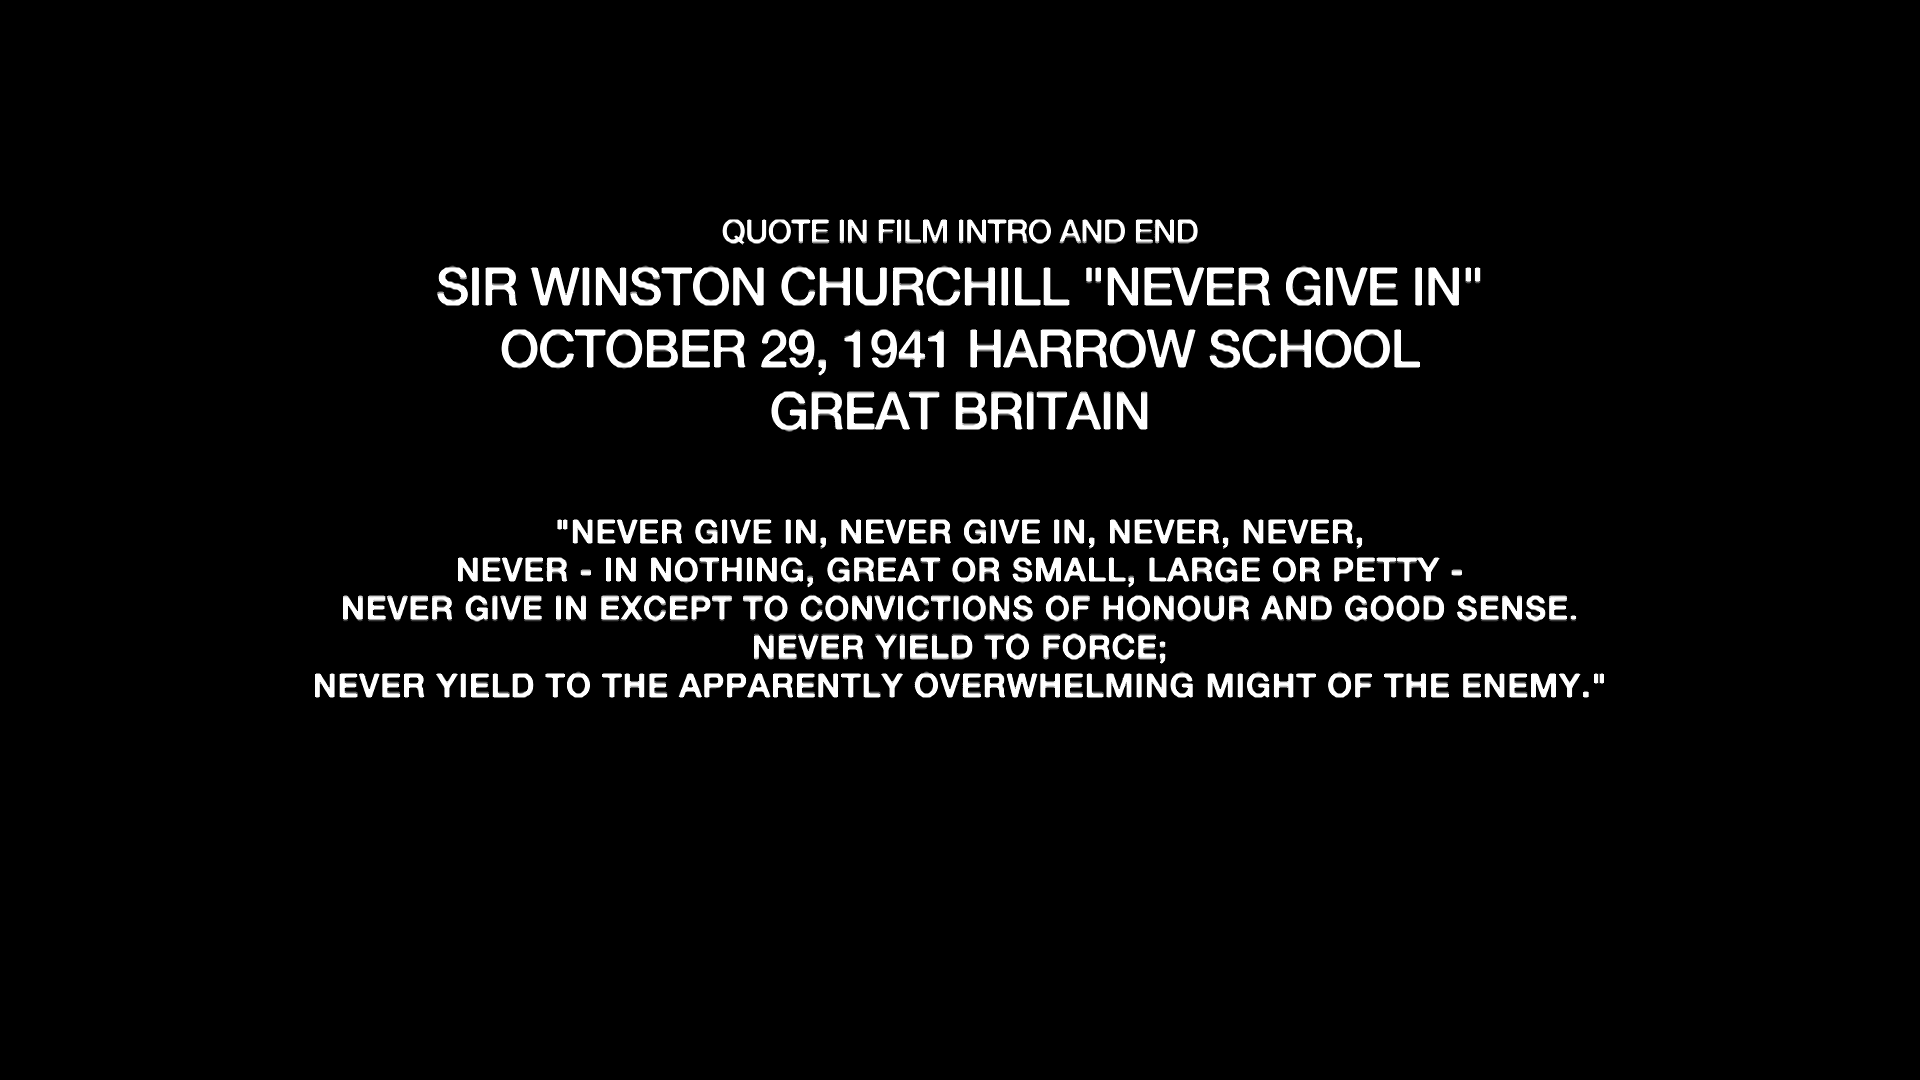 QUOTE IN FILM INTRO AND END
SIR WINSTON CHURCHILL "NEVER GIVE IN"
OCTOBER 29, 1941 HARROW SCHOOL
GREAT BRITAIN
"NEVER GIVE IN, NEVER GIVE IN, NEVER, NEVER,
NEVER - IN NOTHING, GREAT OR SMALL, LARGE OR PETTY -
NEVER GIVE IN EXCEPT TO CONVICTIONS OF HONOUR AND GOOD SENSE.
NEVER YIELD TO FORCE;
NEVER YIELD TO THE APPARENTLY OVERWHELMING MIGHT OF THE ENEMY."